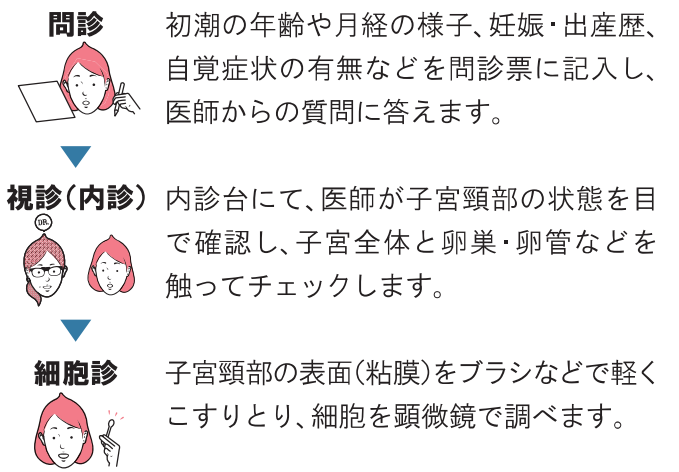 問診
初潮の年齢や月経の様子、妊娠・出産歴、
自覚症状の有無などを問診票に記入し、
医師からの質問に答えます。
視診(内診)
DR.
内診台にて、医師が子宮頸部の状態を目
で確認し、子宮全体と卵巣・卵管などを
触ってチェックします。
細胞診
子宮頸部の表面(粘膜)をブラシなどで軽く
こすりとり、細胞を顕微鏡で調べます。